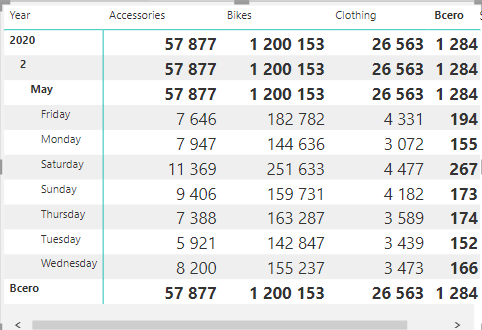 Year Accessories Bikes Clothing Bcero
2020 57 877 1 200 153 26 563 1 284
2 57 877 1 200 153 26 563 1 284
May 57 877 1 200 153 26 563 1 284
Friday 7 646 182 782 4 331 194
Monday 7 947 144 636 3 072 155
Saturday 11 369 251 633 4 477 267
Sunday 9 406 159 731 4 182 173
Thursday 7 388 163 287 3 589 174
Tuesday 5 921 142 847 3 439 152
Wednesday 8 200 155 237 3 473 166
Bcero 57 877 1 200 153 26 563 1 284